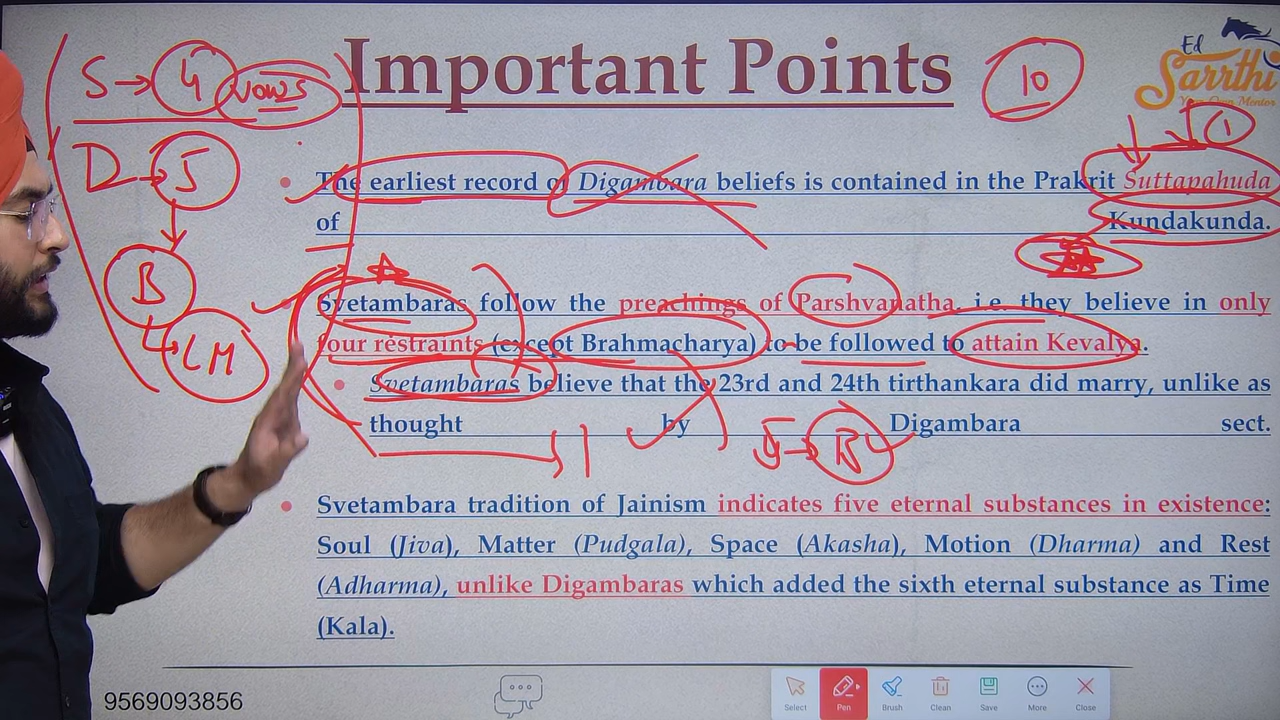 Important Points
10
Ed
Sarrthi
Your Own Mentor
S → 4 vows
D → 5
B
LM
1
The earliest record of Digambara beliefs is contained in the Prakrit Suttapahuda
of Kundakunda.
Svetambaras follow the preachings of Parshvanatha, i.e. they believe in only
four restraints (except Brahmacharya) to be followed to attain Kevalya.
Svetambaras believe that the 23rd and 24th tirthankara did marry, unlike as
thought by Digambara sect.
Svetambara tradition of Jainism indicates five eternal substances in existence:
Soul (Jiva), Matter (Pudgala), Space (Akasha), Motion (Dharma) and Rest
(Adharma), unlike Digambaras which added the sixth eternal substance as Time
(Kala).
9569093856
Select Pen Brush Clean Save More Close